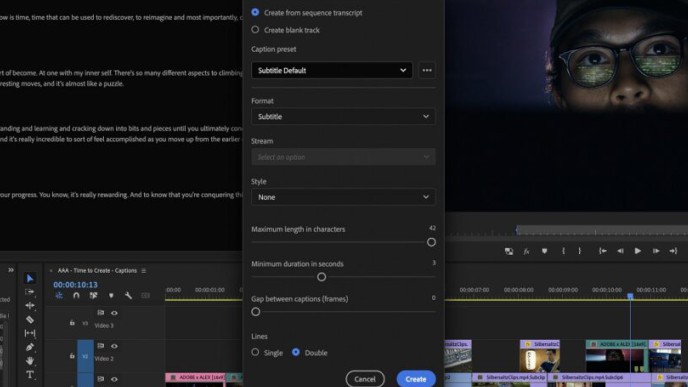 ow is time, time that can be used to rediscover, to reimagine and most importantly,
rt of become. At one with my inner self. There's so many different aspects to climbing
resting moves, and it's almost like a puzzle.
anding and learning and cracking down into bits and pieces until you ultimately con
nd it's really incredible to sort of feel accomplished as you move up from the earlier
your progress. You know, it's really rewarding. And to know that you're conquering the
Create from sequence transcript
Create blank track
Caption preset
Subtitle Default
Format
Subtitle
Stream
Select an option
Style
None
Maximum length in characters
42
Minimum duration in seconds
3
Gap between captions (frames)
0
Lines
Single
Double
Cancel
Create
AAA - Time to Create - Captions
00:00:10:13
:00:00
00:00:01:00
00:00:07:00
00:00:08:00
00:00:09:00
00:00:10:00
00:00:11:00
V3
Video 3
V2
Video 2
ADOBE x ALEX